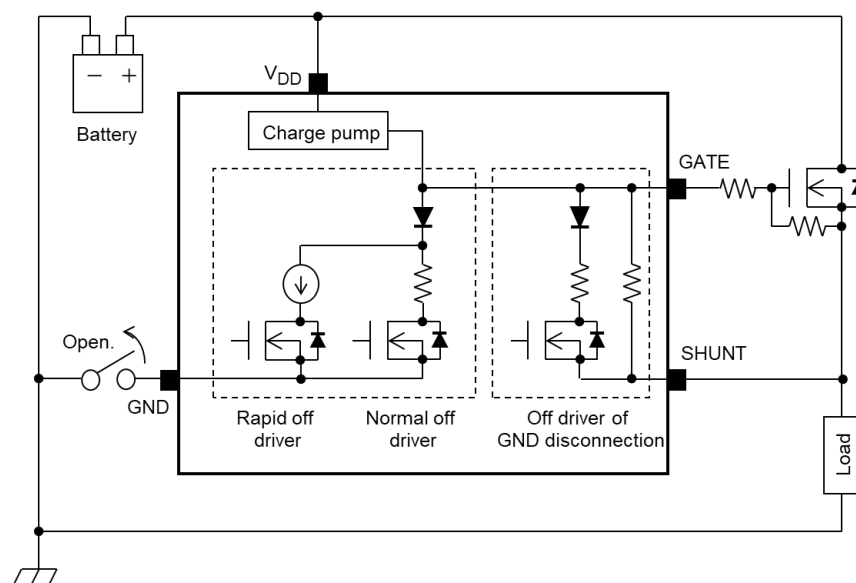 − +
Battery
VDD
Charge pump
GATE
Open.
GND
SHUNT
Rapid off
driver
Normal off
driver
Off driver of
GND disconnection
Load